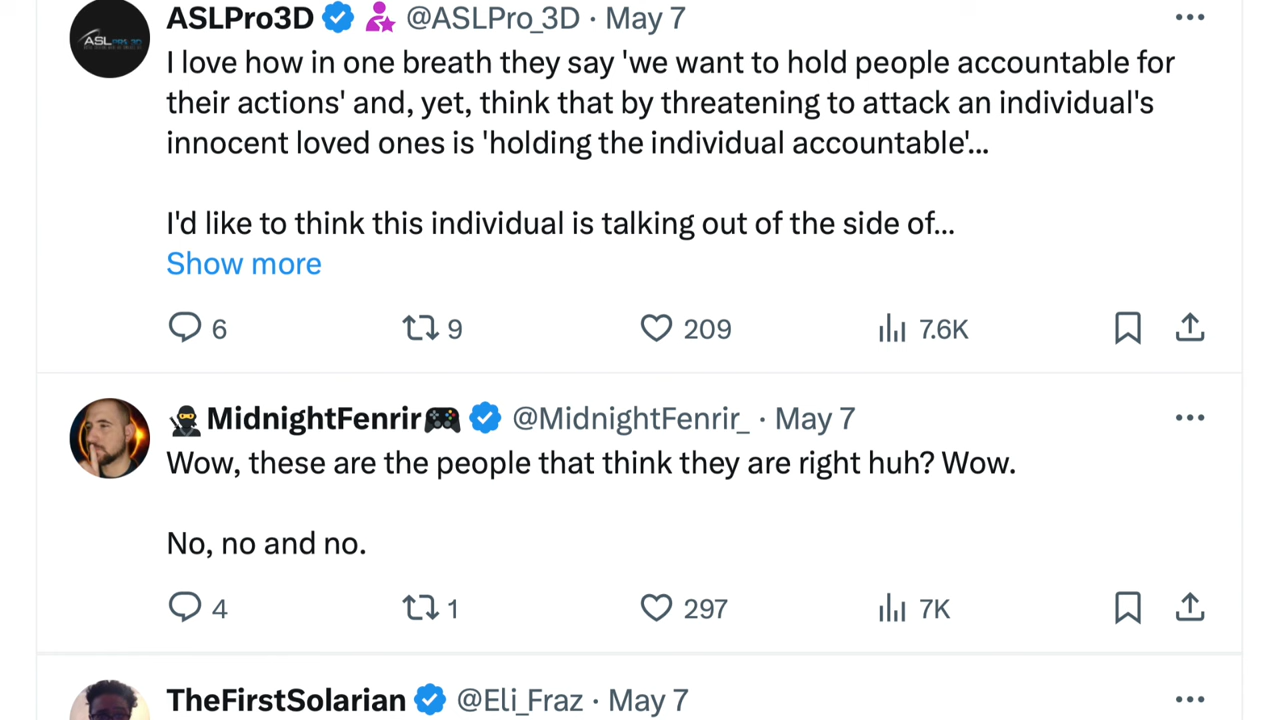 ASLPro3D @ASLPro_3D · May 7
I love how in one breath they say 'we want to hold people accountable for
their actions' and, yet, think that by threatening to attack an individual's
innocent loved ones is 'holding the individual accountable'...
I'd like to think this individual is talking out of the side of...
Show more
6 9 209 7.6K
MidnightFenrir @MidnightFenrir_ · May 7
Wow, these are the people that think they are right huh? Wow.
No, no and no.
4 1 297 7K
TheFirstSolarian @Eli_Fraz · May 7